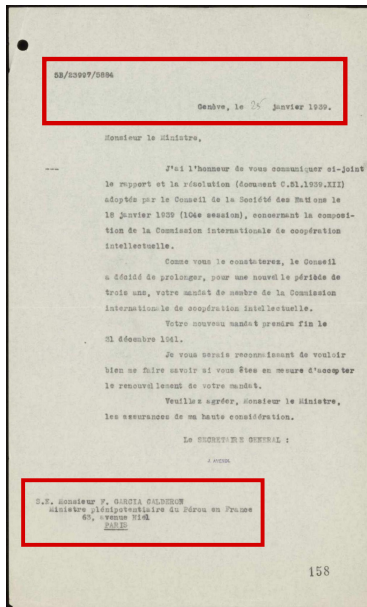 5B/23997/5884
Genève, le 25 janvier 1939.
Monsieur le Ministre,
J'ai l'honneur de vous communiquer ci-joint
le rapport et la résolution (document C.51.1939.XII)
adoptés par le Conseil de la Société des Nations le
18 janvier 1939 (104e session), concernant la composi-
tion de la Commission internationale de coopération
intellectuelle.
Comme vous le constaterez, le Conseil
a décidé de prolonger, pour une nouvelle période de
trois ans, votre mandat de membre de la Commission
internationale de coopération intellectuelle.
Votre nouveau mandat prendra fin le
31 décembre 1941.
Je vous serais reconnaissant de vouloir
bien me faire savoir si vous êtes en mesure d'accepter
le renouvellement de votre mandat.
Veuillez agréer, Monsieur le Ministre,
les assurances de ma haute considération.
Le SECRETAIRE GENERAL :
S.E. Monsieur F. GARCIA CALDERON
Ministre plénipotentiaire du Pérou en France
63, avenue Niel
PARIS
158